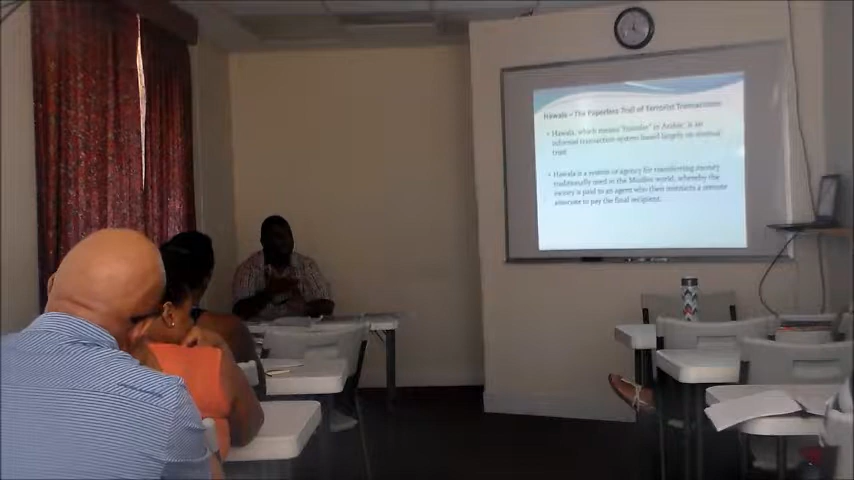 Hawala – The Paperless Trail of Terrorist Transactions
• Hawala, which means "transfer" in Arabic, is an
informal transaction system based largely on mutual
trust
• Hawala is a system or agency for transferring money
traditionally used in the Muslim world, whereby the
money is paid to an agent who then instructs a remote
associate to pay the final recipient.